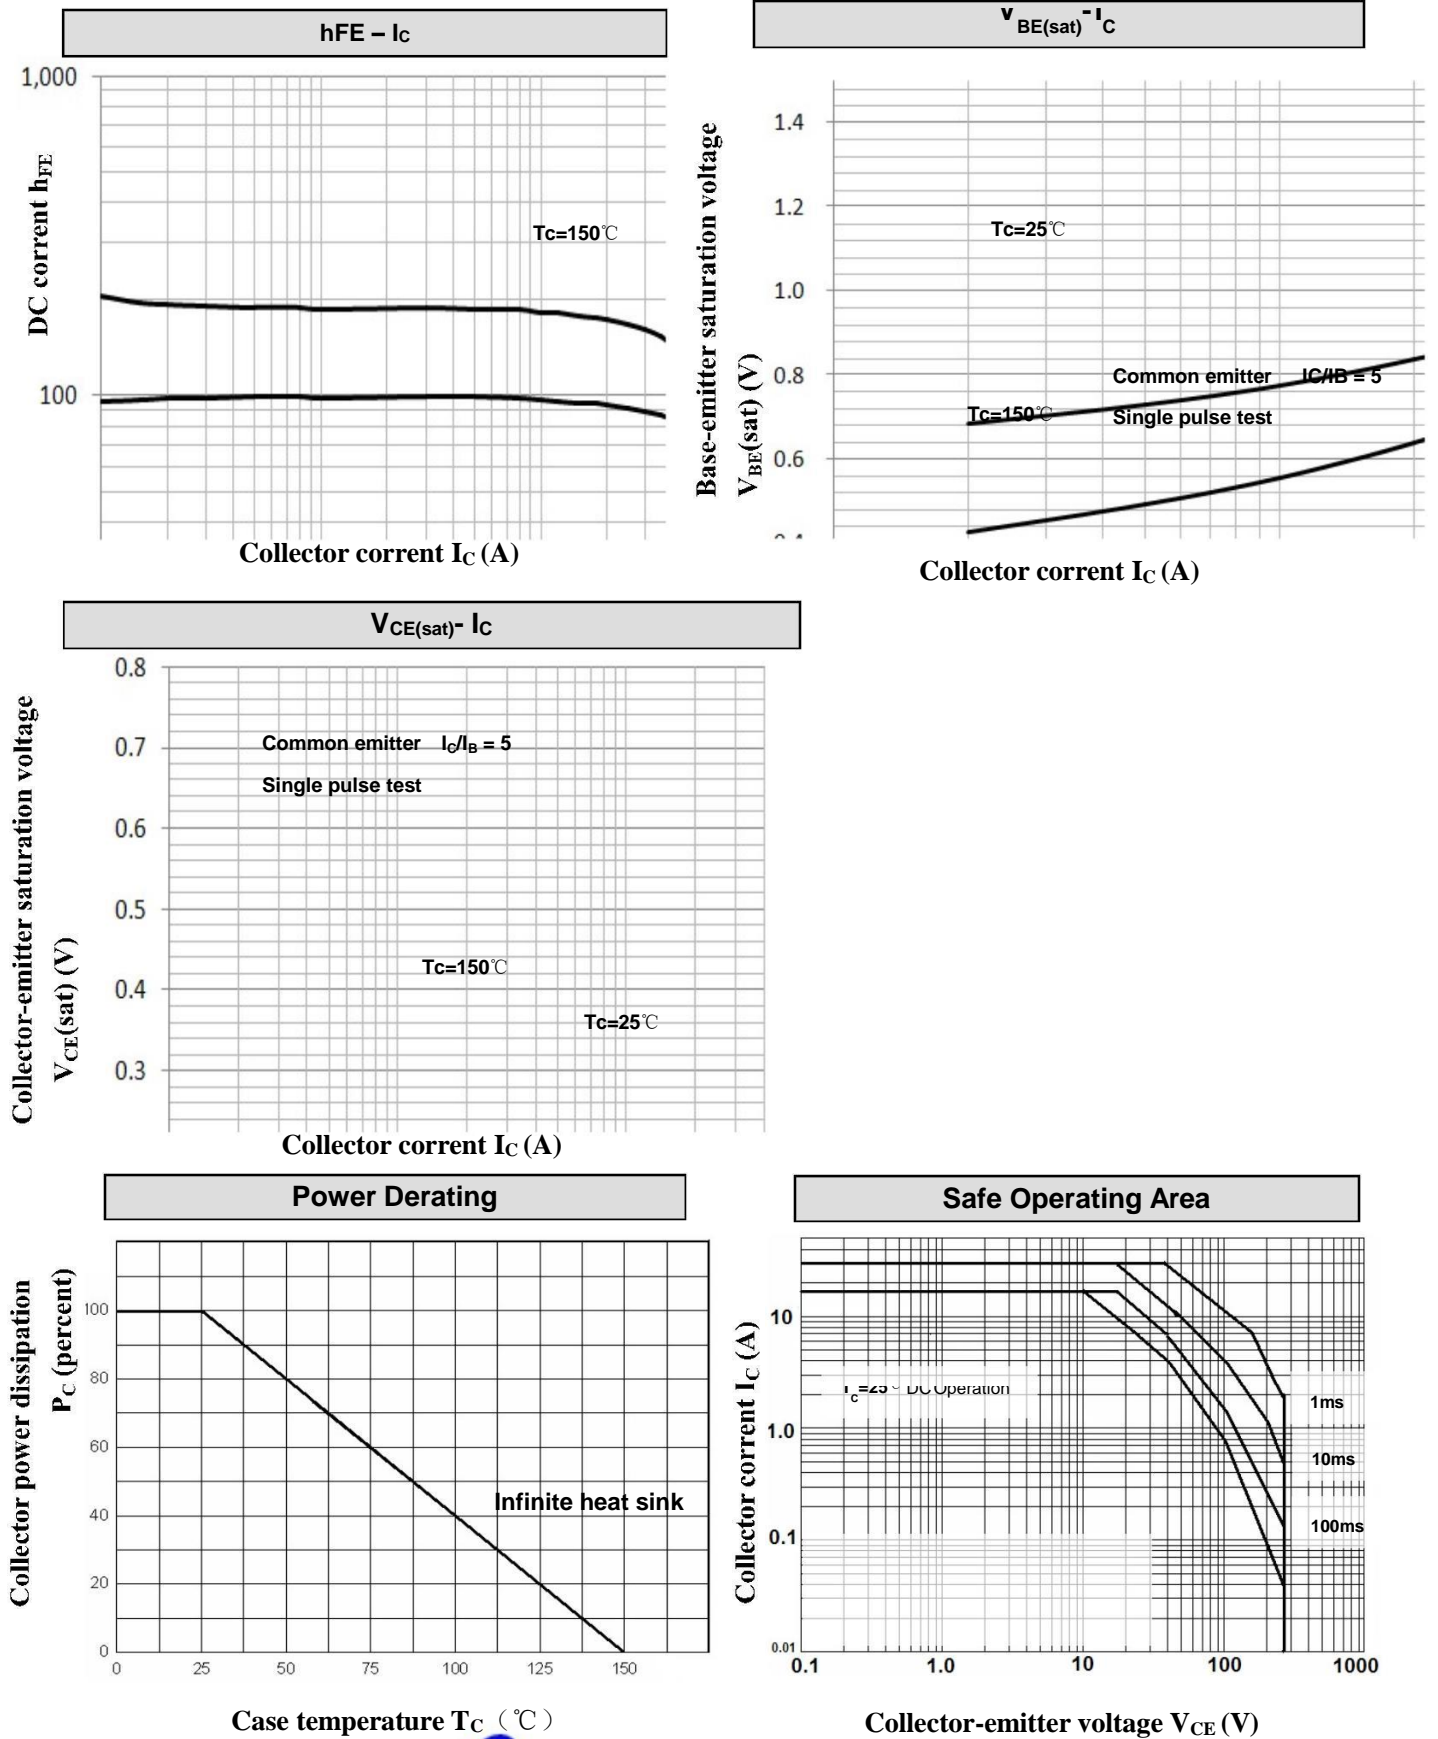 hFE – IC
1,000
100
DC corrent hFE
Tc=150℃
Collector corrent IC (A)
VBE(sat)-IC
1.4
1.2
1.0
0.8
0.6
Base-emitter saturation voltage
VBE(sat) (V)
Tc=25℃
Common emitter IC/IB = 5
Tc=150℃
Single pulse test
Collector corrent IC (A)
VCE(sat)- IC
0.8
0.7
0.6
0.5
0.4
0.3
Collector-emitter saturation voltage
VCE(sat) (V)
Common emitter IC/IB = 5
Single pulse test
Tc=150℃
Tc=25℃
Collector corrent IC (A)
Power Derating
100
80
60
40
20
0
Collector power dissipation
PC (percent)
Infinite heat sink
0 25 50 75 100 125 150
Case temperature TC（℃）
Safe Operating Area
10
1.0
0.1
0.01
Collector corrent IC (A)
Tc=25℃ DC Operation
1ms
10ms
100ms
0.1 1.0 10 100 1000
Collector-emitter voltage VCE (V)